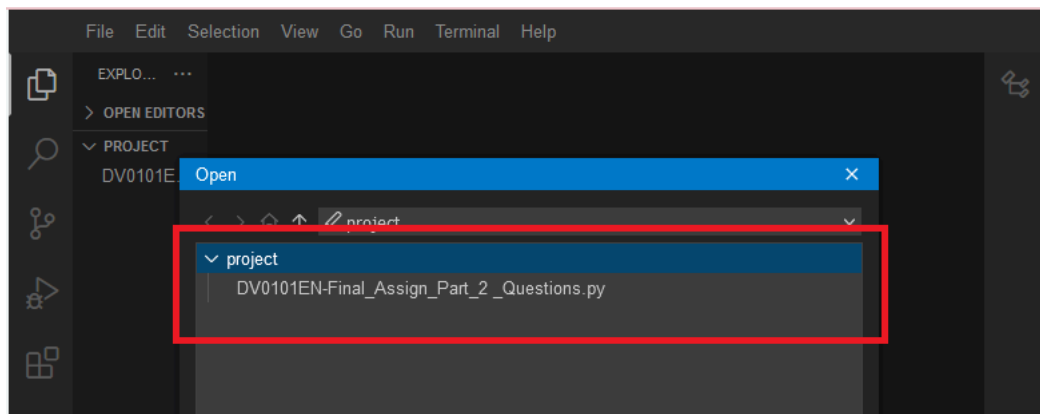 File Edit Selection View Go Run Terminal Help
EXPLO... ...
OPEN EDITORS
PROJECT
DV0101E.
Open
project
project
DV0101EN-Final_Assign_Part_2 _Questions.py